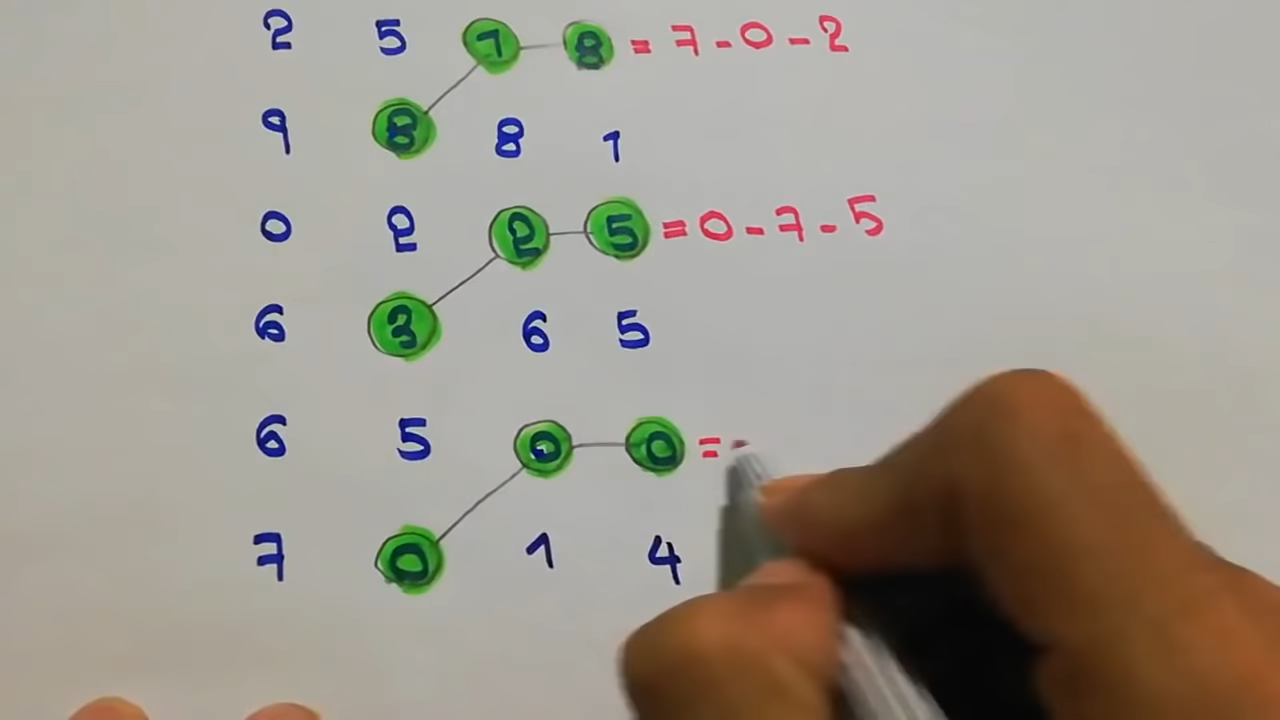 2 5 7 8 = 7 - 0 - 2
9 8 8 1
0 2 2 5 = 0 - 7 - 5
6 3 6 5
6 5 0 0 =
7 0 1 4